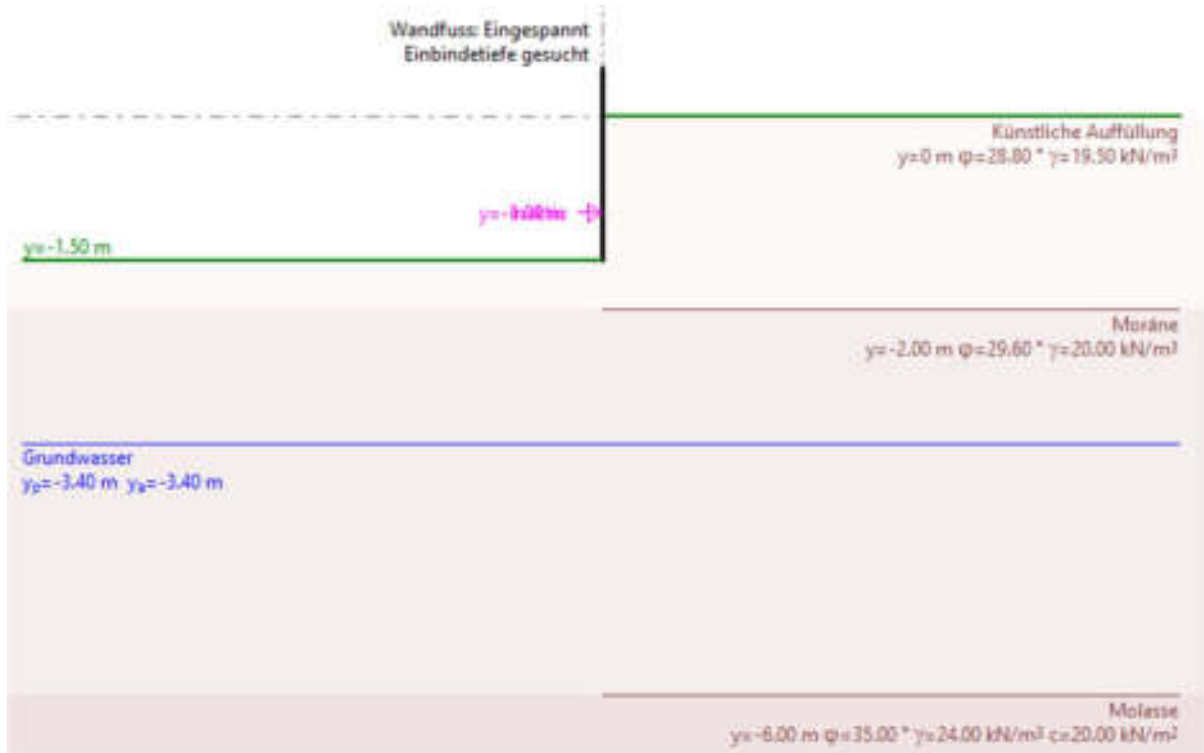 Wandfuss: Eingespannt
Einbindetiefe gesucht
Künstliche Auffüllung
y=0 m φ=28.80 ° γ=19.50 kN/m³
y=-1.50 m
Moräne
y=-2.00 m φ=29.60 ° γ=20.00 kN/m³
Grundwasser
yp=-3.40 m ya=-3.40 m
Molasse
y=-6.00 m φ=35.00 ° γ=24.00 kN/m³ c=20.00 kN/m²